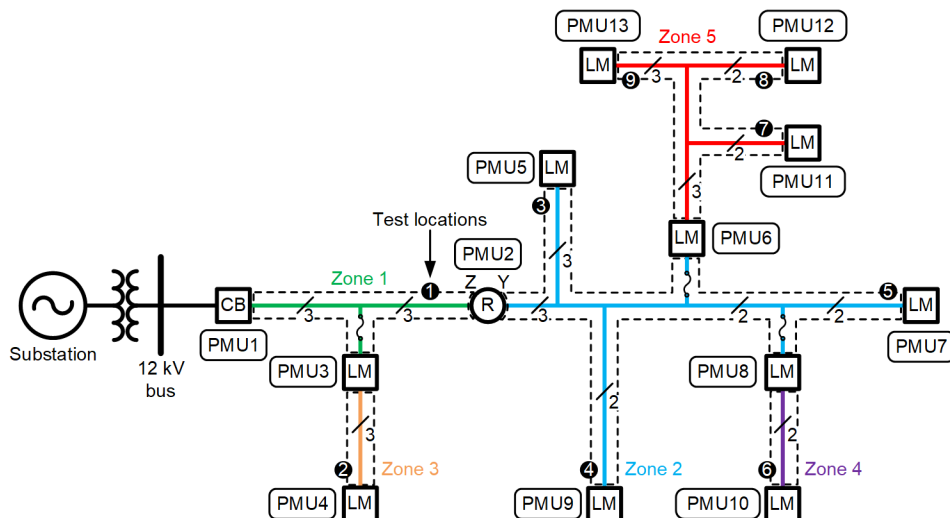 PMU13
PMU12
Zone 5
LM
3
2
LM
9
8
7
LM
2
PMU11
PMU5
LM
3
3
LM
PMU6
Test locations
PMU2
Zone 1
Z
Y
1
3
3
R
3
3
2
2
5
LM
PMU7
CB
PMU1
Substation
12 kV
bus
PMU3
LM
PMU8
LM
3
2
2
2
Zone 3
4
Zone 2
6
Zone 4
PMU4
LM
PMU9
LM
PMU10
LM